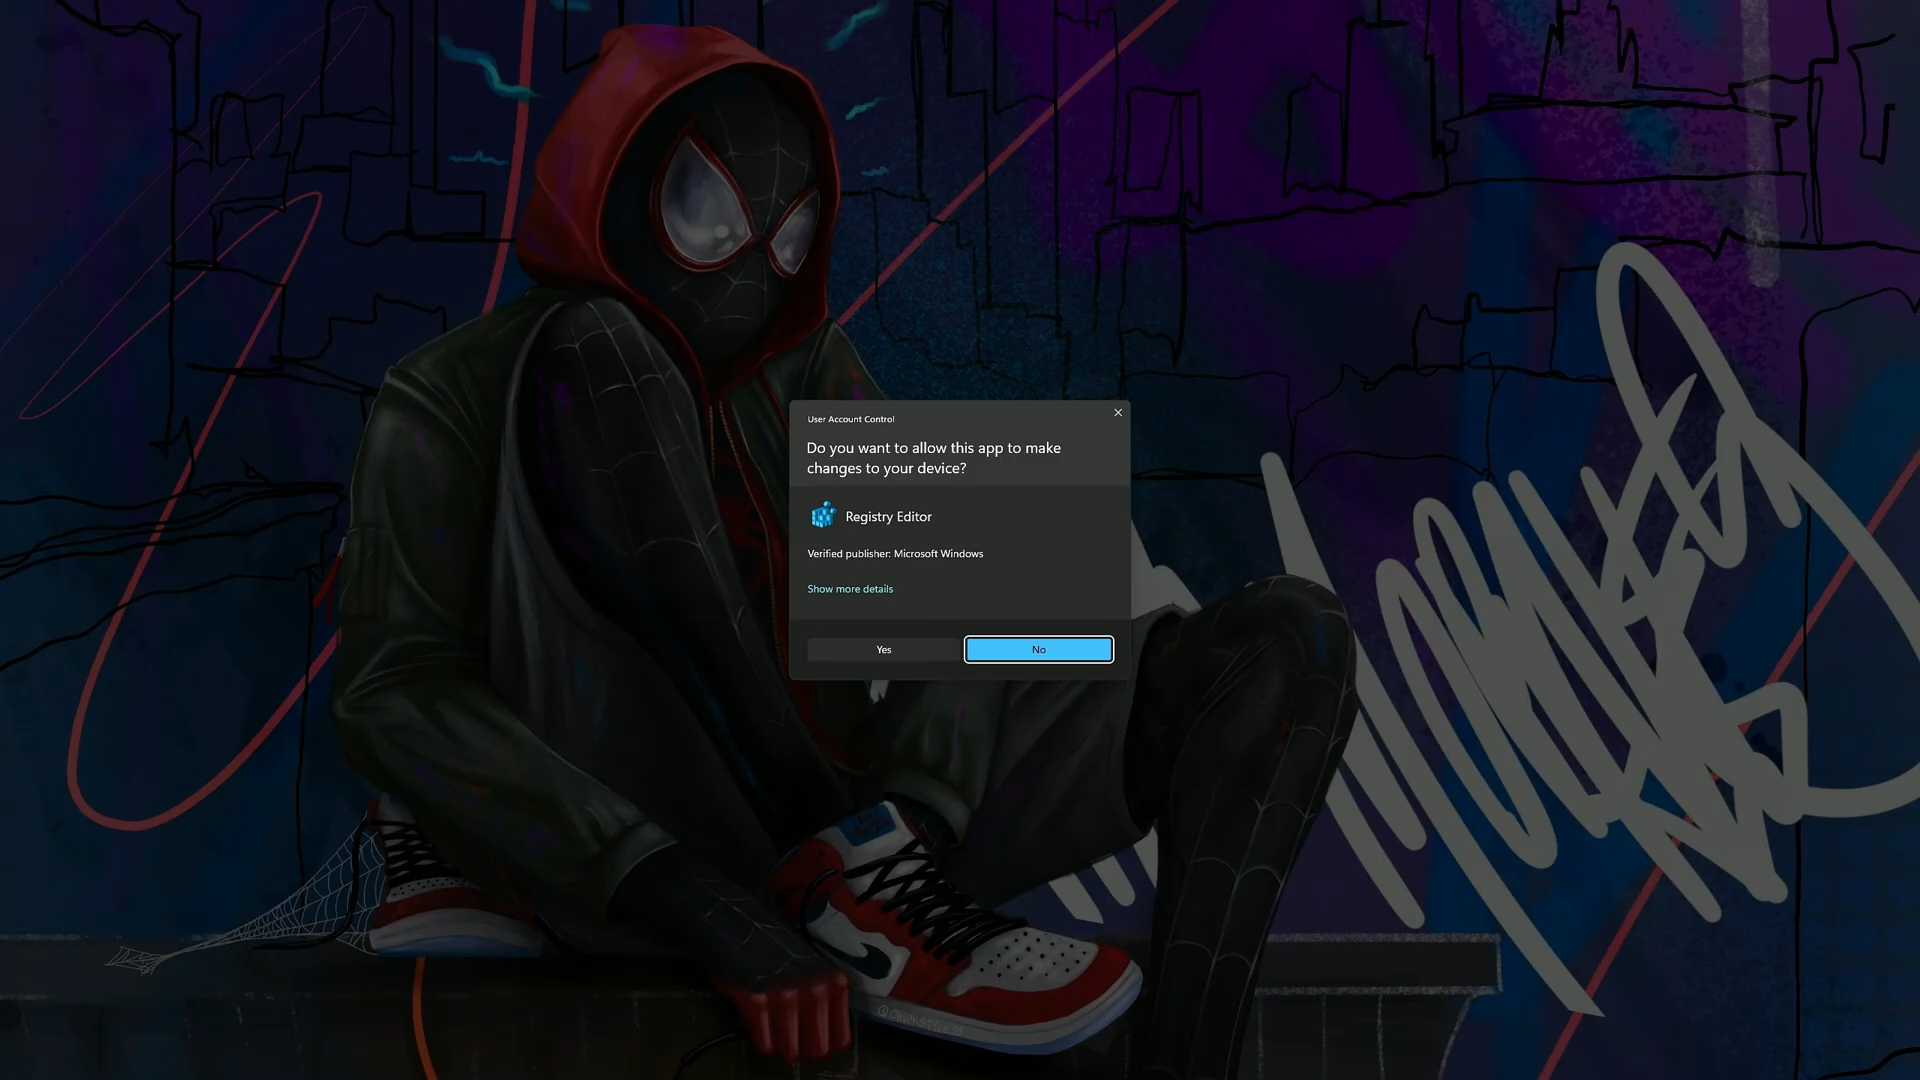 User Account Control
Do you want to allow this app to make
changes to your device?
Registry Editor
Verified publisher: Microsoft Windows
Show more details
Yes
No